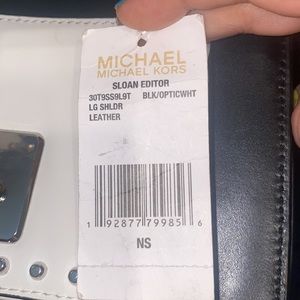 MICHAEL
MICHAEL KORS
SLOAN EDITOR
30T9SS9L9T BLK/OPTICWHT
LG SHLDR
LEATHER
1 92877 79985 6
NS